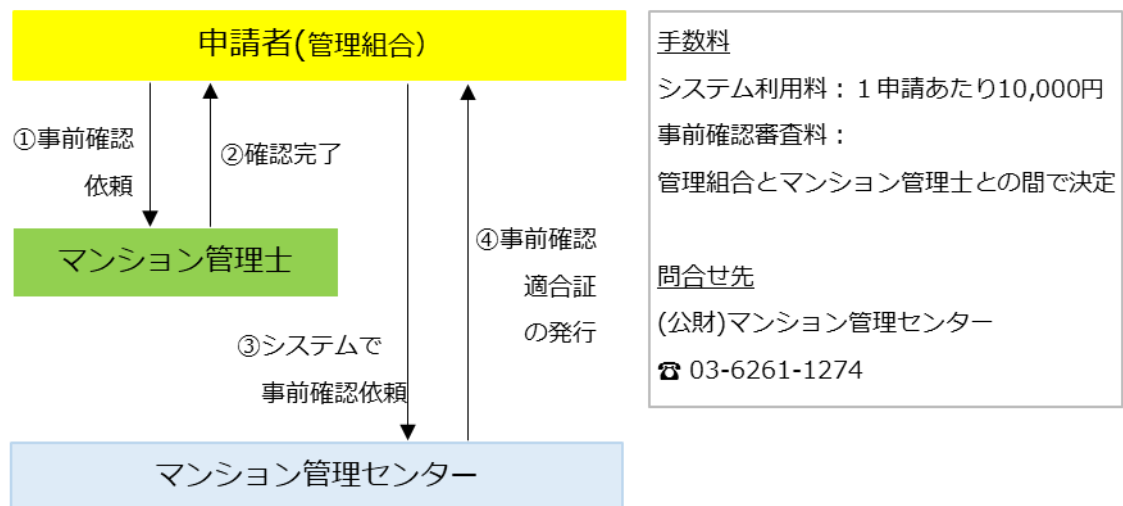 申請者(管理組合）
①事前確認
依頼
②確認完了
マンション管理士
③システムで
事前確認依頼
④事前確認
適合証
の発行
マンション管理センター
手数料
システム利用料：１申請あたり10,000円
事前確認審査料：
管理組合とマンション管理士との間で決定
問合せ先
(公財)マンション管理センター
☎ 03-6261-1274